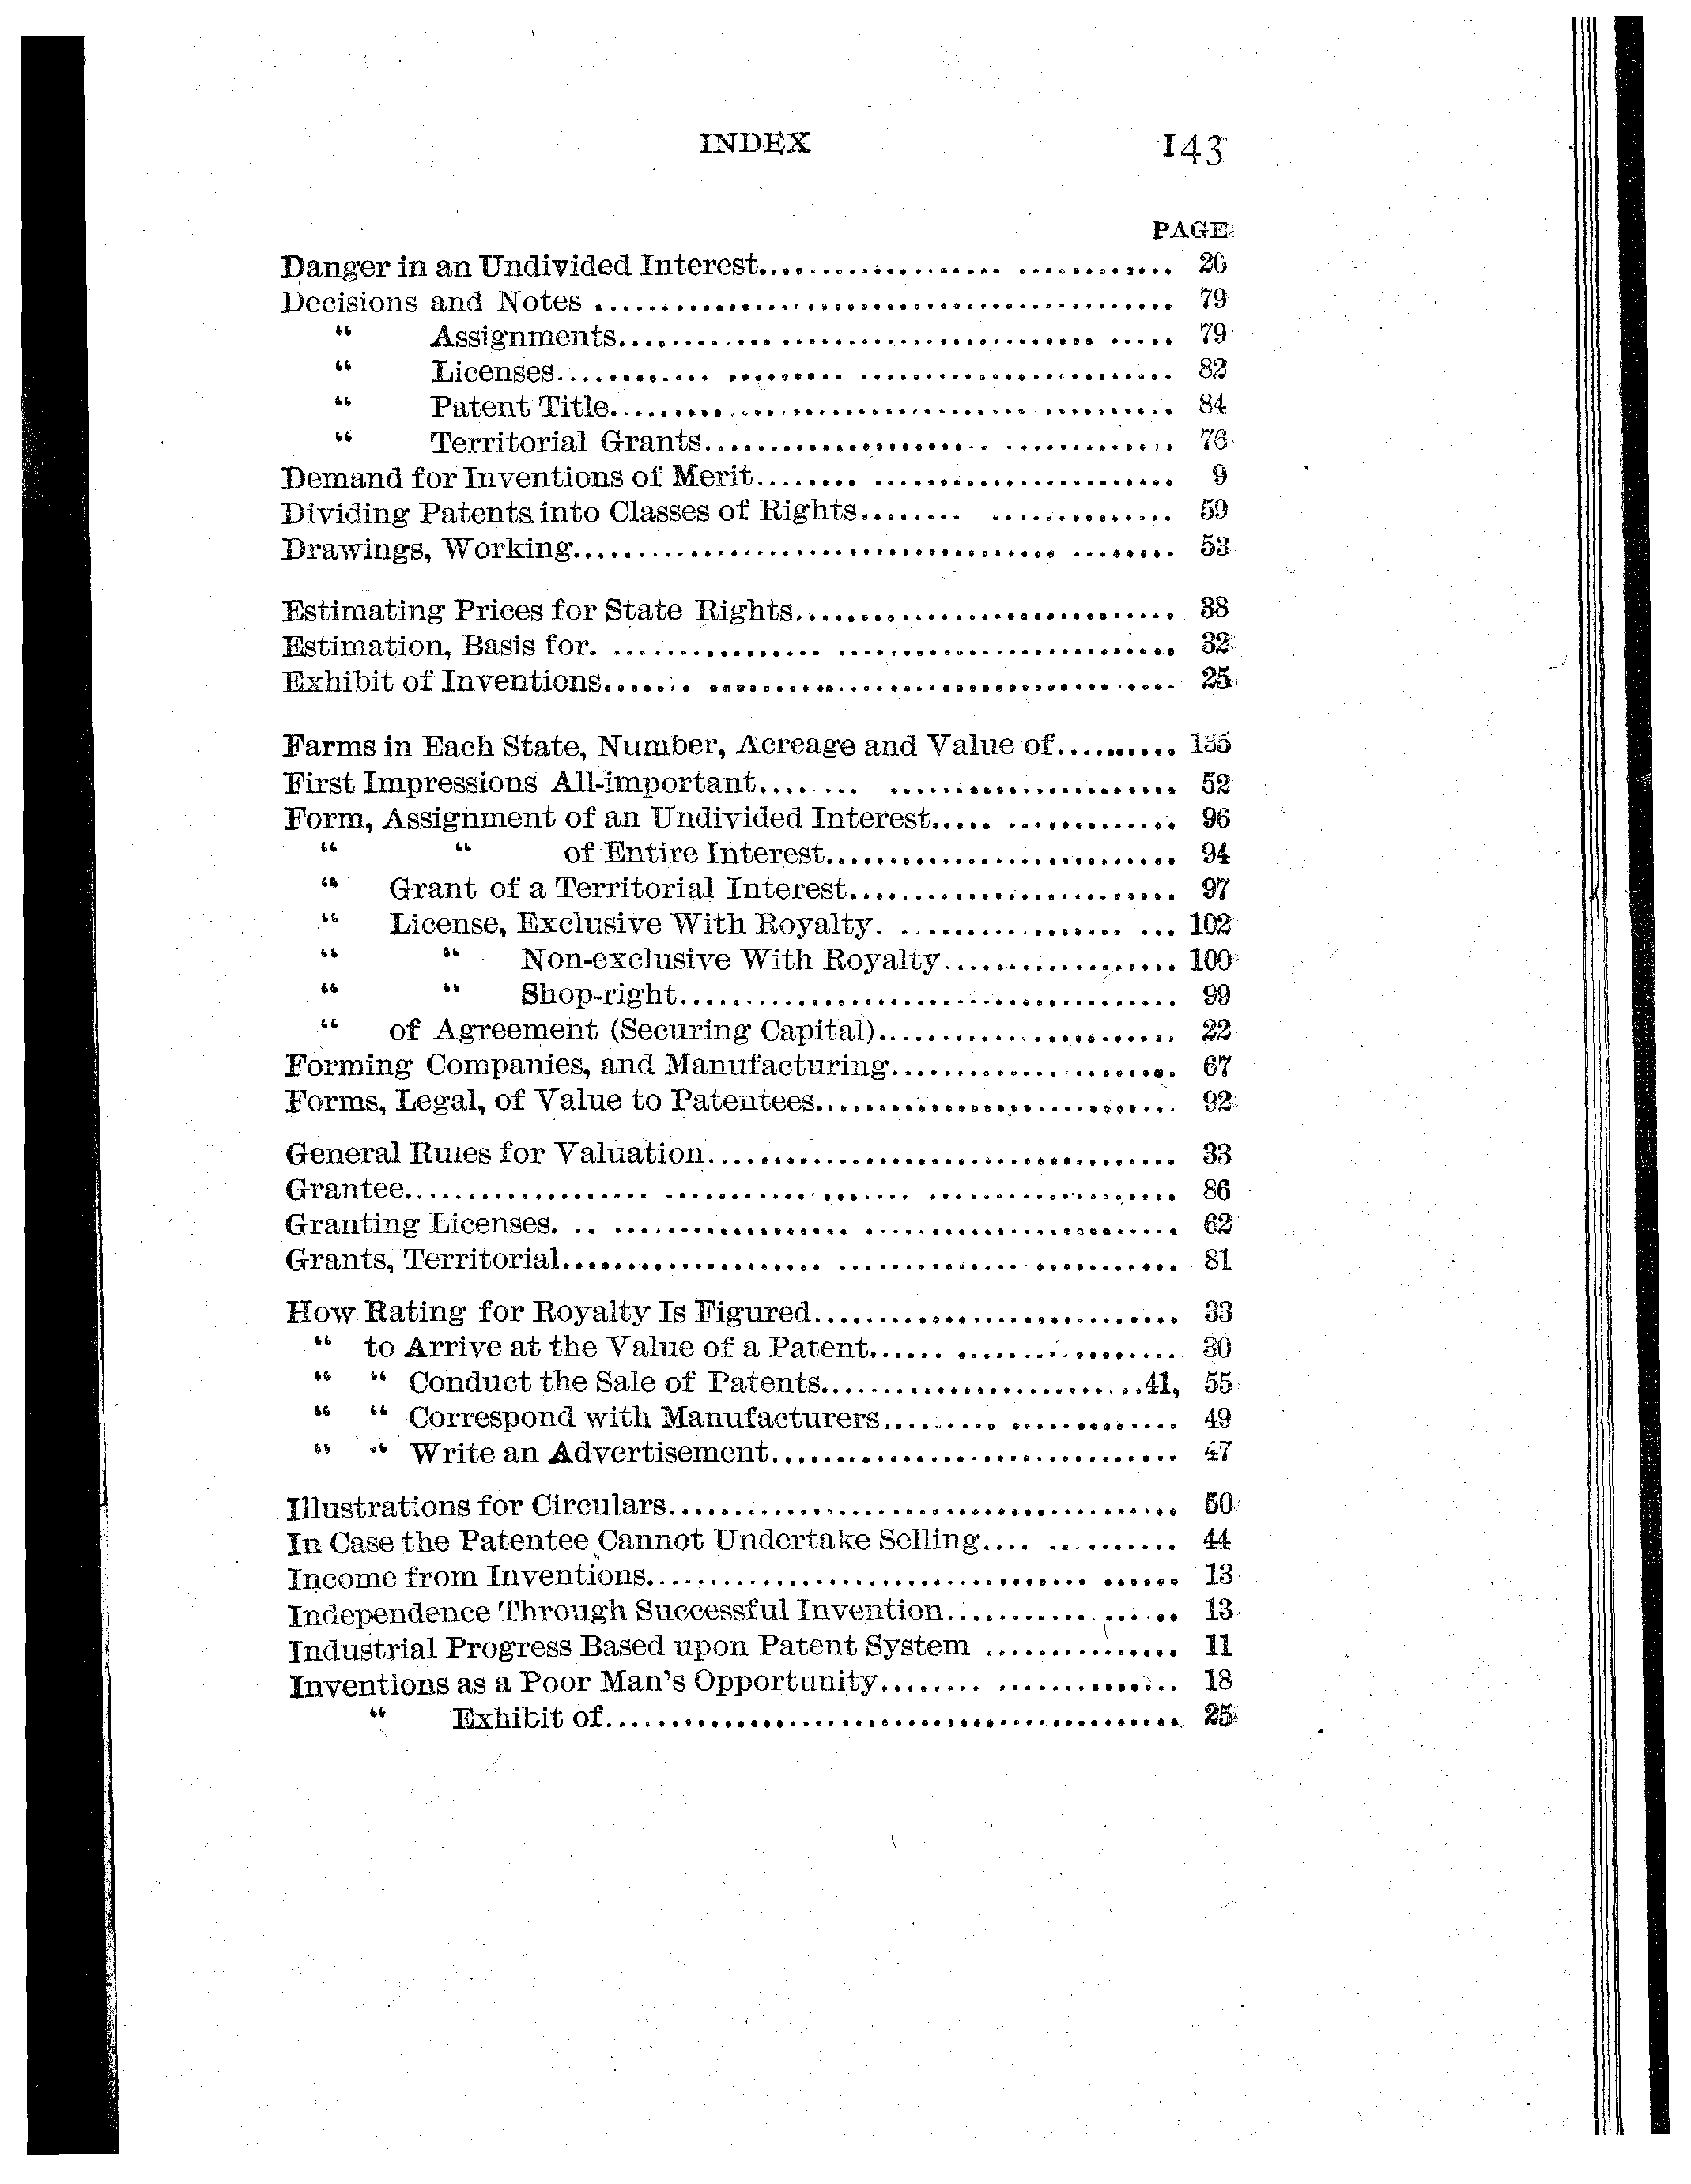 INDEX 143
PAGE
Danger in an Undivided Interest.................................. 20
Decisions and Notes ............................................ 79
" Assignments.......................................... 79
" Licenses............................................... 82
" Patent Title........................................... 84
" Territorial Grants................................... 76
Demand for Inventions of Merit................................ 9
Dividing Patents into Classes of Rights...................... 59
Drawings, Working.............................................. 53
Estimating Prices for State Rights............................. 38
Estimation, Basis for. .......................................... 32
Exhibit of Inventions........................................... 25
Farms in Each State, Number, Acreage and Value of.......... 135
First Impressions All-important................................ 52
Form, Assignment of an Undivided Interest.................. 96
" " of Entire Interest........................... 94
" Grant of a Territorial Interest......................... 97
" License, Exclusive With Royalty. .................... 102
" " Non-exclusive With Royalty.................. 100
" " Shop-right...................................... 99
" of Agreement (Securing Capital)....................... 22
Forming Companies, and Manufacturing...................... 67
Forms, Legal, of Value to Patentees........................... 92
General Rules for Valuation.................................... 33
Grantee.......................................................... 86
Granting Licenses. .............................................. 62
Grants, Territorial............................................... 81
How Rating for Royalty Is Figured............................ 33
" to Arrive at the Value of a Patent....................... 30
" " Conduct the Sale of Patents.........................41, 55
" " Correspond with Manufacturers...................... 49
" " Write an Advertisement............................... 47
Illustrations for Circulars....................................... 50
In Case the Patentee Cannot Undertake Selling.............. 44
Income from Inventions........................................ 13
Independence Through Successful Invention.................. 13
Industrial Progress Based upon Patent System ............... 11
Inventions as a Poor Man's Opportunity...................... 18
" Exhibit of............................................ 25